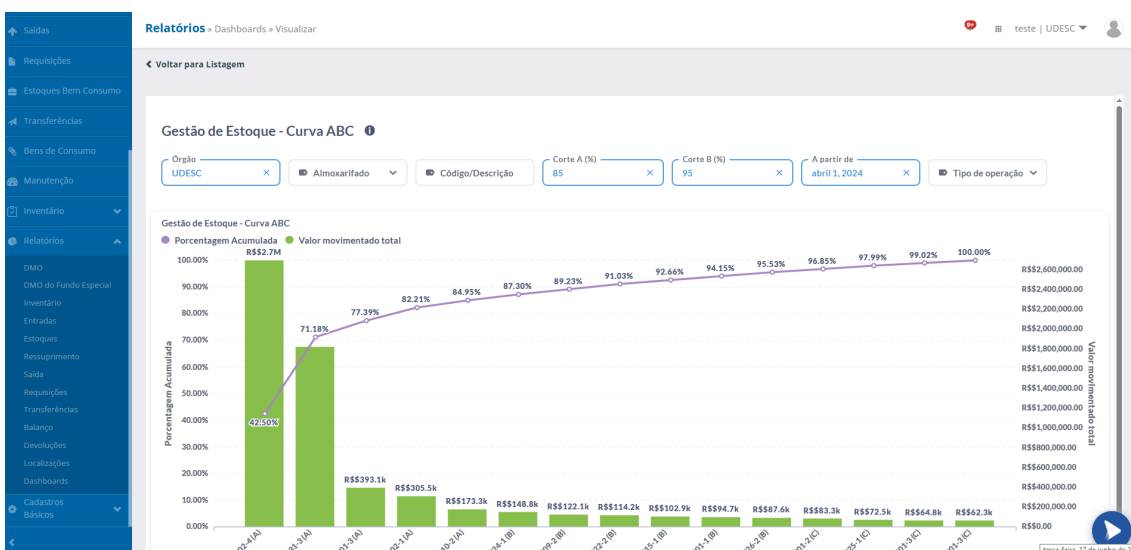 Saídas
Requisições
Estoques Bem Consumo
Transferências
Bens de Consumo
Manutenção
Inventário
Relatórios
DMO
DMO do Fundo Especial
Inventário
Entradas
Estoques
Ressuprimento
Saída
Requisições
Transferências
Balanço
Devoluções
Localizações
Dashboards
Cadastros
Básicos
Relatórios » Dashboards » Visualizar
9+
teste | UDESC
Voltar para Listagem
Gestão de Estoque - Curva ABC
Órgão
UDESC
Almoxarifado
Código/Descrição
Corte A (%)
85
Corte B (%)
95
A partir de
abril 1, 2024
Tipo de operação
Gestão de Estoque - Curva ABC
Porcentagem Acumulada Valor movimentado total
Porcentagem Acumulada
100.00%
90.00%
80.00%
70.00%
60.00%
50.00%
40.00%
30.00%
20.00%
10.00%
0.00%
42.50%
71.18%
77.39%
82.21%
84.95%
87.30%
89.23%
91.03%
92.66%
94.15%
95.53%
96.85%
97.99%
99.02%
100.00%
R$$2.7M
R$$393.1k
R$$305.5k
R$$173.3k
R$$148.8k
R$$122.1k
R$$114.2k
R$$102.9k
R$$94.7k
R$$87.6k
R$$83.3k
R$$72.5k
R$$64.8k
R$$62.3k
R$$2,600,000.00
R$$2,400,000.00
R$$2,200,000.00
R$$2,000,000.00
R$$1,800,000.00
R$$1,600,000.00
R$$1,400,000.00
R$$1,200,000.00
R$$1,000,000.00
R$$800,000.00
R$$600,000.00
R$$400,000.00
R$$200,000.00
R$$0.00
Valor movimentado total